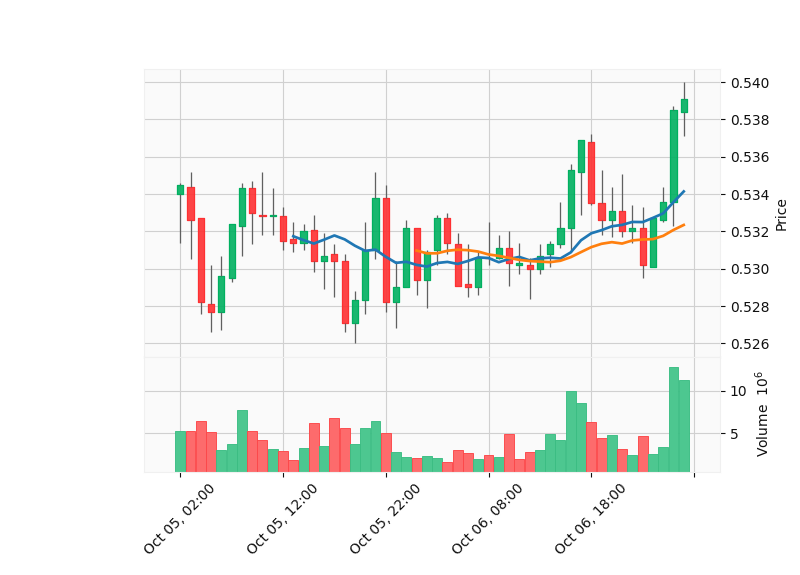 0.540
0.538
0.536
0.534
0.532
0.530
0.528
0.526
Price
10
5
Volume 10^6
Oct 05, 02:00
Oct 05, 12:00
Oct 05, 22:00
Oct 06, 08:00
Oct 06, 18:00